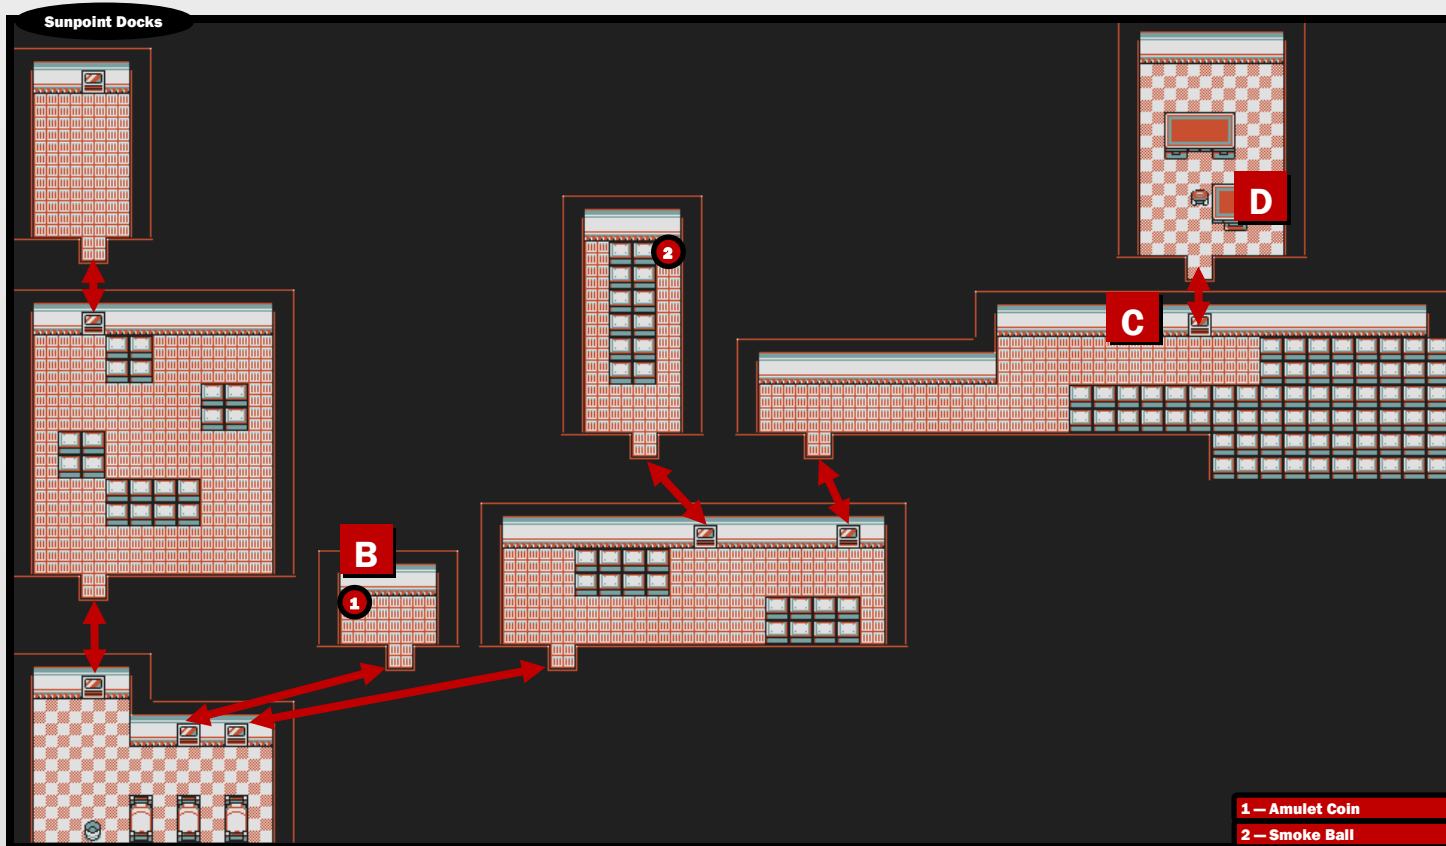 Sunpoint Docks
D
2
C
B
1
1 — Amulet Coin
2 — Smoke Ball